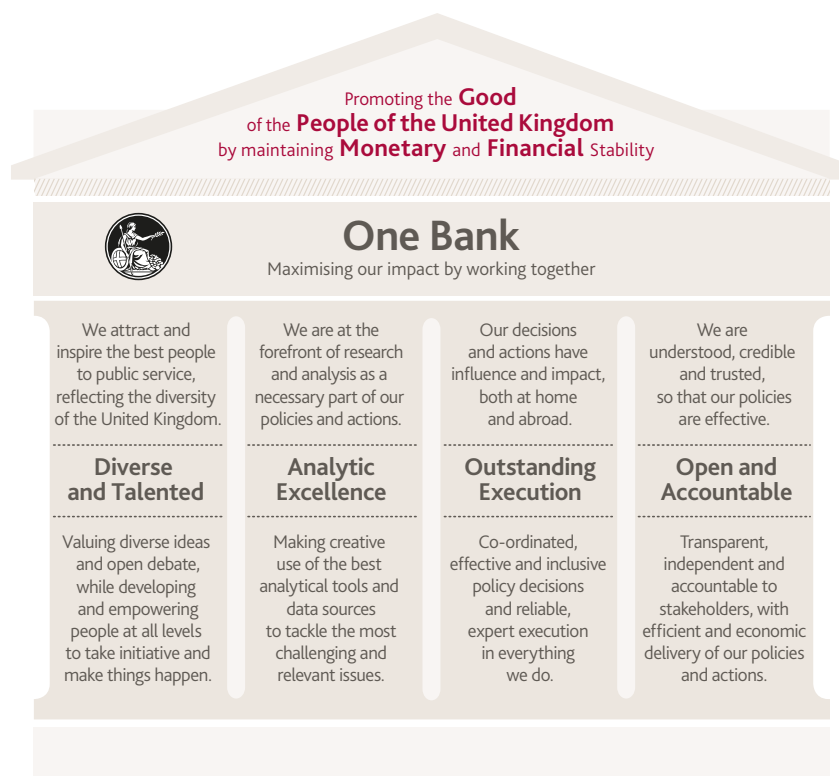 Promoting the Good
of the People of the United Kingdom
by maintaining Monetary and Financial Stability
One Bank
Maximising our impact by working together
We attract and
inspire the best people
to public service,
reflecting the diversity
of the United Kingdom.
Diverse
and Talented
Valuing diverse ideas
and open debate,
while developing
and empowering
people at all levels
to take initiative and
make things happen.
We are at the
forefront of research
and analysis as a
necessary part of our
policies and actions.
Analytic
Excellence
Making creative
use of the best
analytical tools and
data sources
to tackle the most
challenging and
relevant issues.
Our decisions
and actions have
influence and impact,
both at home
and abroad.
Outstanding
Execution
Co-ordinated,
effective and inclusive
policy decisions
and reliable,
expert execution
in everything
we do.
We are
understood, credible
and trusted,
so that our policies
are effective.
Open and
Accountable
Transparent,
independent and
accountable to
stakeholders, with
efficient and economic
delivery of our policies
and actions.